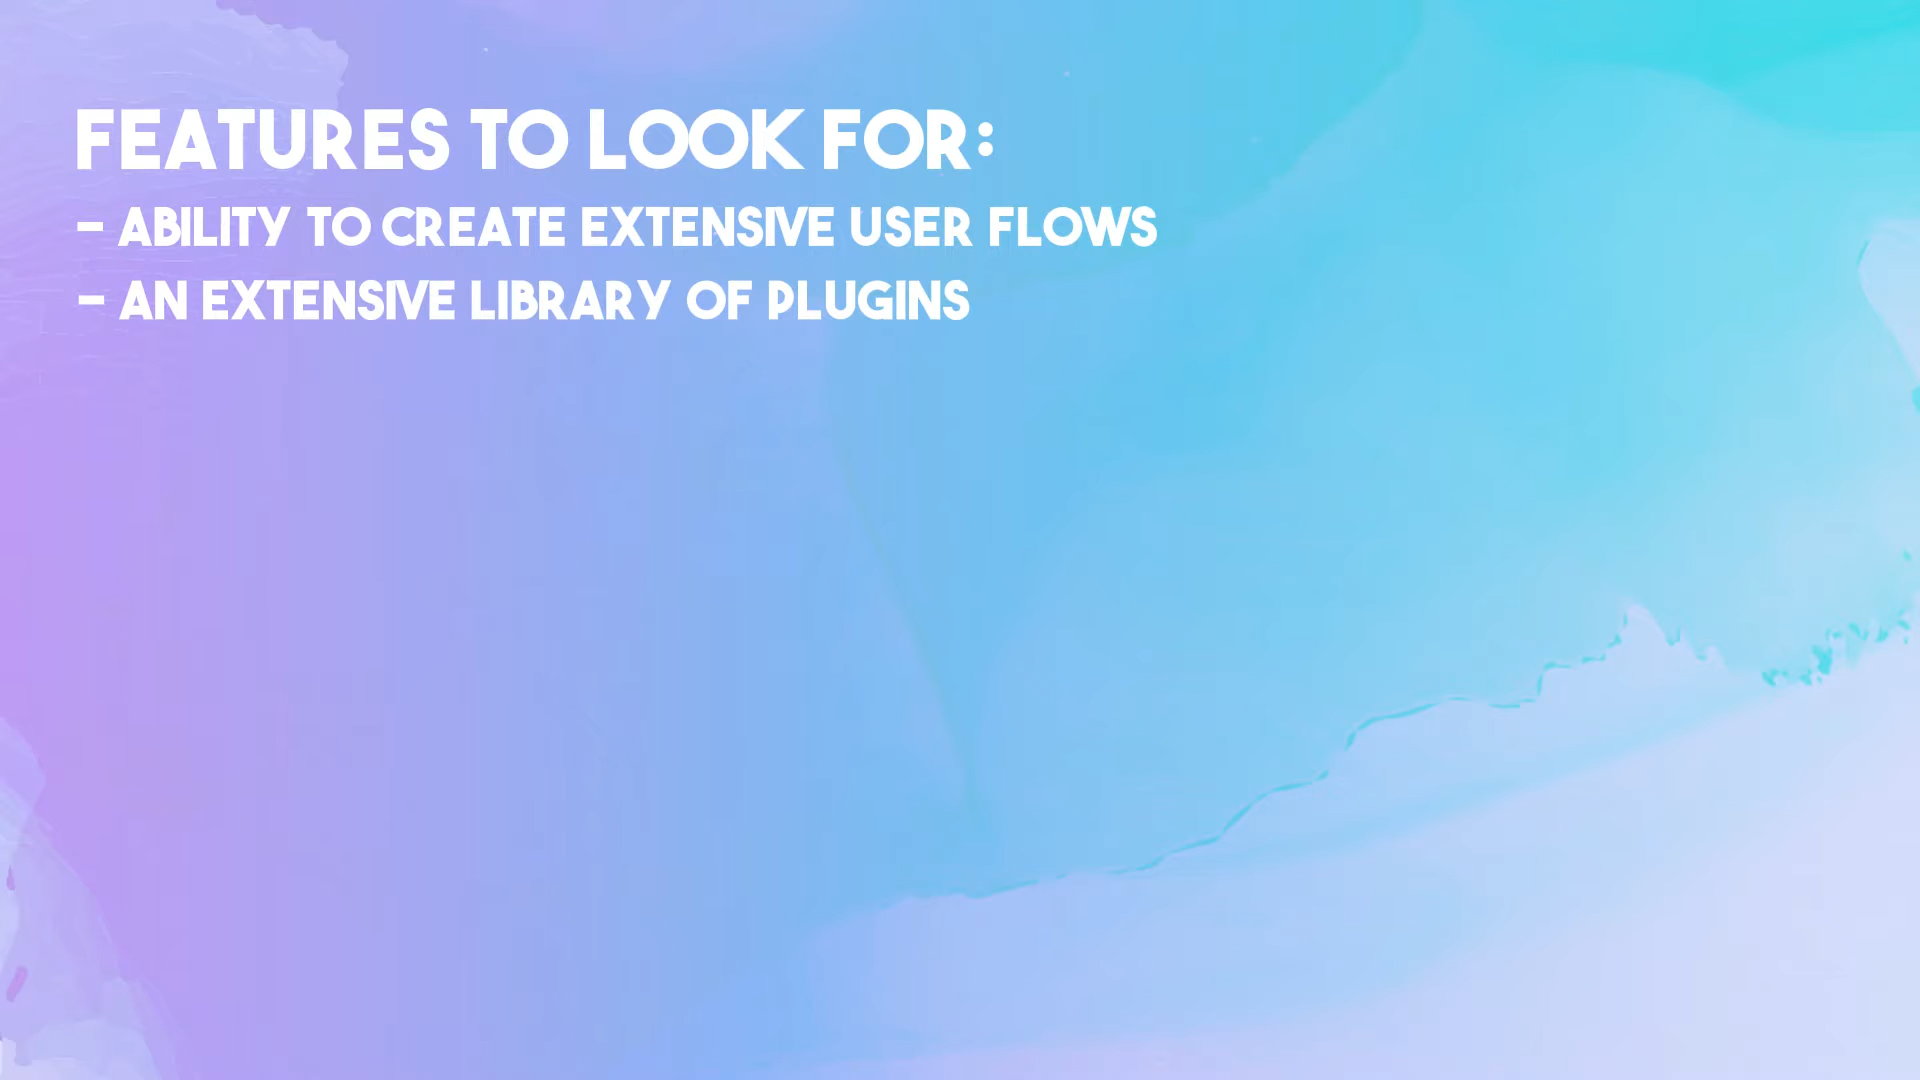 FEATURES TO LOOK FOR:
- ABILITY TO CREATE EXTENSIVE USER FLOWS
- AN EXTENSIVE LIBRARY OF PLUGINS